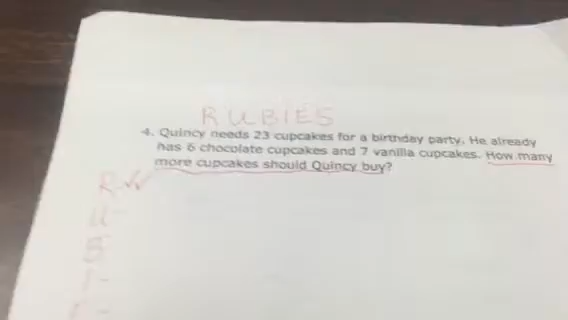 RUBIES
4. Quincy needs 23 cupcakes for a birthday party. He already
has 6 chocolate cupcakes and 7 vanilla cupcakes. How many
more cupcakes should Quincy buy?
R
U
B
I